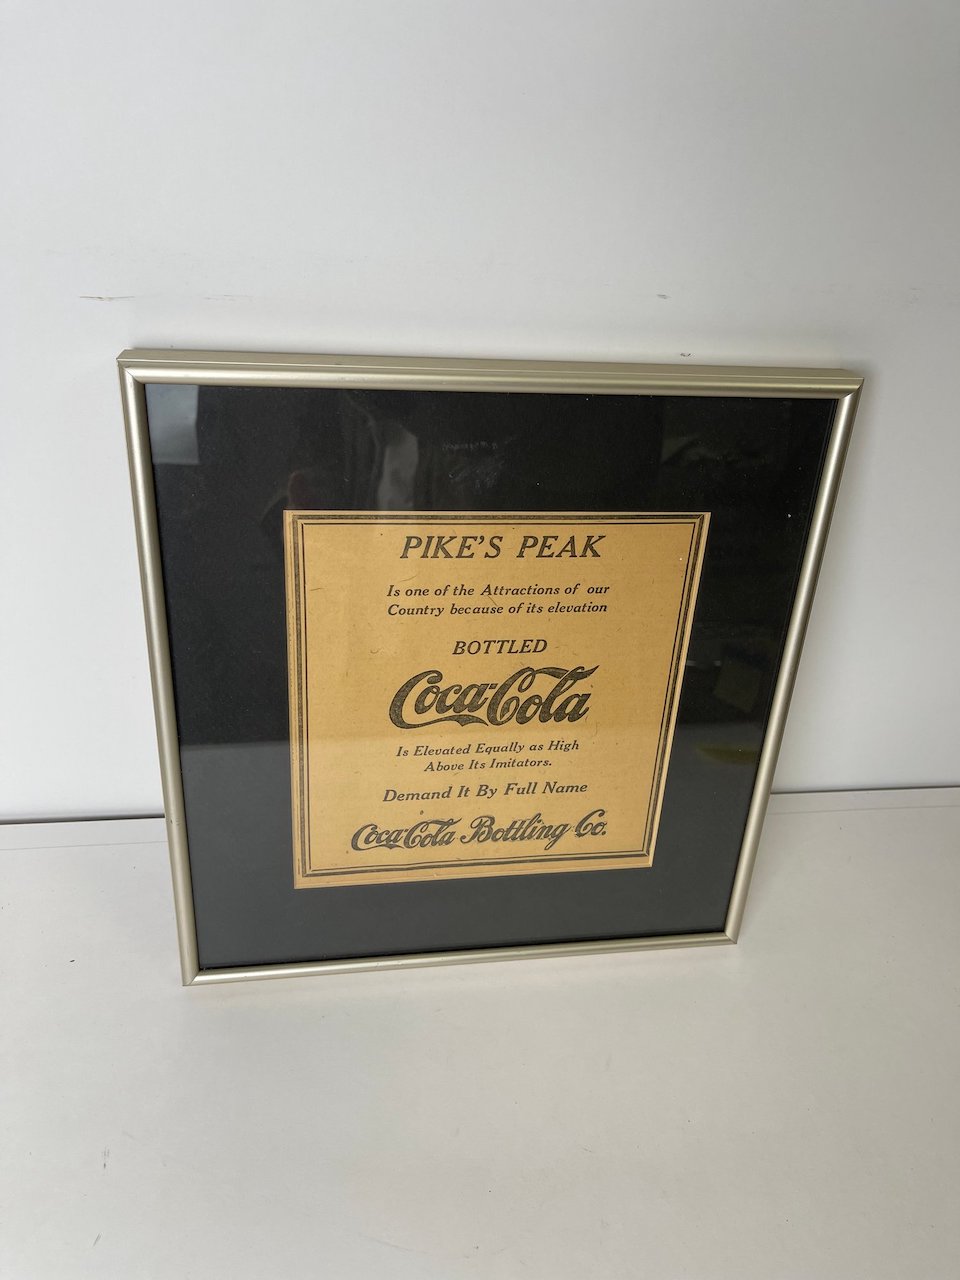 PIKE'S PEAK
Is one of the Attractions of our
Country because of its elevation
BOTTLED
Coca-Cola
Is Elevated Equally as High
Above Its Imitators.
Demand It By Full Name
Coca-Cola Bottling Co.